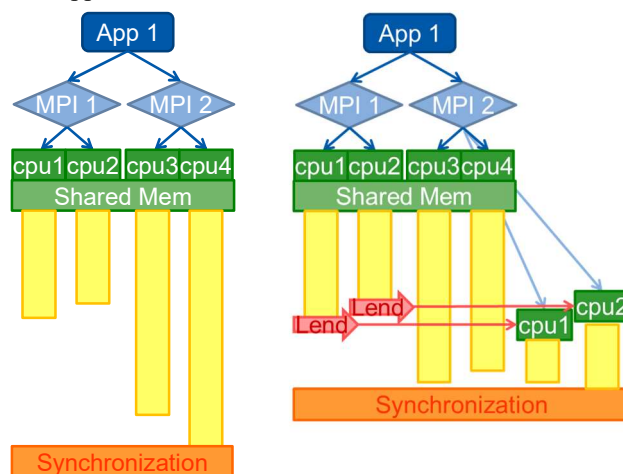 App 1
MPI 1
MPI 2
cpu1
cpu2
cpu3
cpu4
Shared Mem
Synchronization
App 1
MPI 1
MPI 2
cpu1
cpu2
cpu3
cpu4
Shared Mem
Lend
Lend
cpu2
cpu1
Synchronization